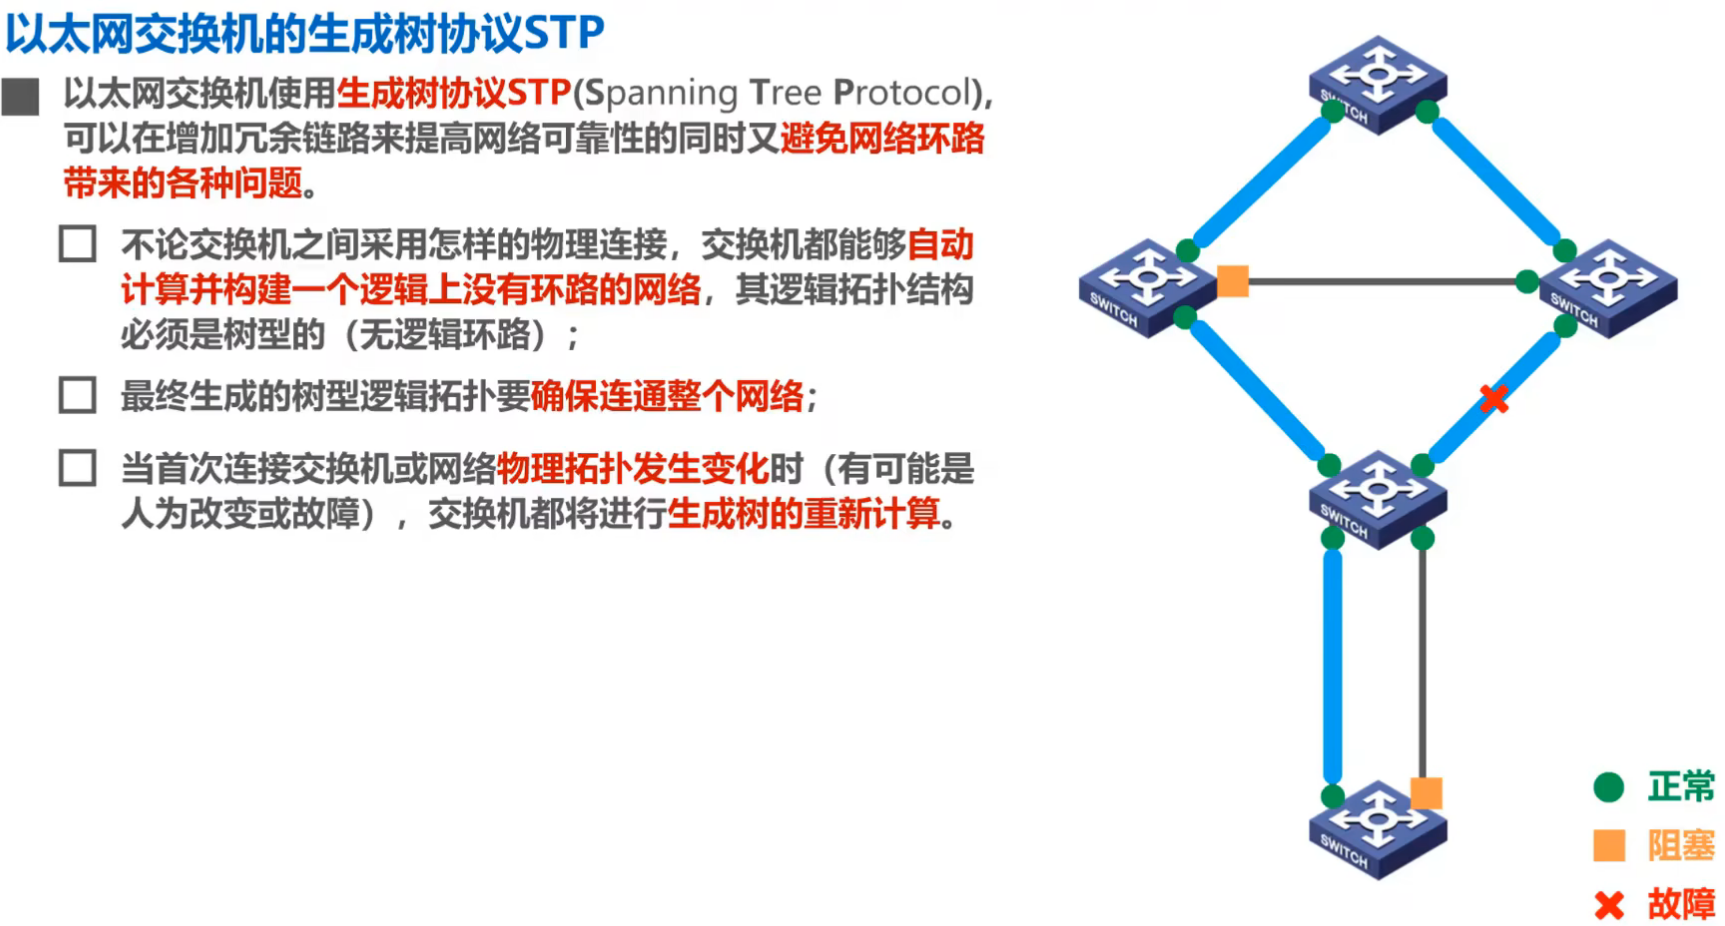 以太网交换机的生成树协议STP
以太网交换机使用生成树协议STP(Spanning Tree Protocol),
可以在增加冗余链路来提高网络可靠性的同时又避免网络环路
带来的各种问题。
不论交换机之间采用怎样的物理连接，交换机都能够自动
计算并构建一个逻辑上没有环路的网络，其逻辑拓扑结构
必须是树型的（无逻辑环路）；
最终生成的树型逻辑拓扑要确保连通整个网络；
当首次连接交换机或网络物理拓扑发生变化时（有可能是
人为改变或故障），交换机都将进行生成树的重新计算。
SWITCH
SWITCH
SWITCH
SWITCH
SWITCH
正常
阻塞
故障